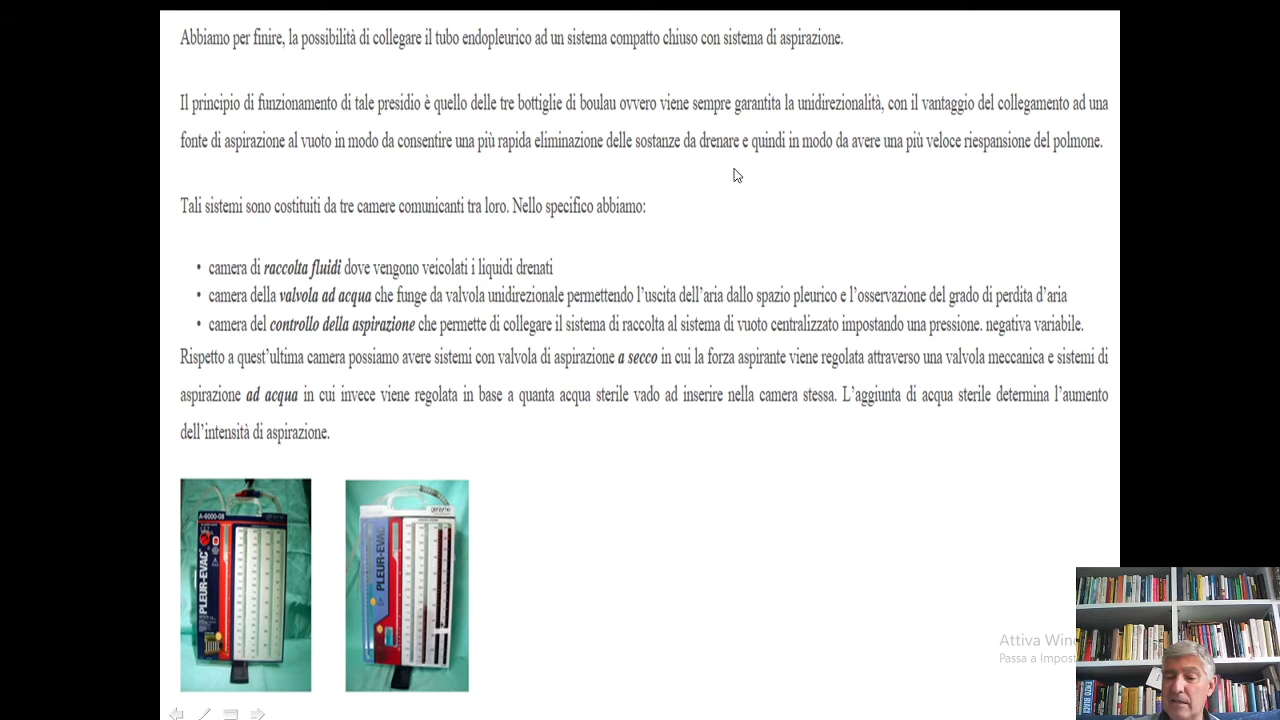 Abbiamo per finire, la possibilità di collegare il tubo endopleurico ad un sistema compatto chiuso con sistema di aspirazione.
Il principio di funzionamento di tale presidio è quello delle tre bottiglie di boulau ovvero viene sempre garantita la unidirezionalità, con il vantaggio del collegamento ad una
fonte di aspirazione al vuoto in modo da consentire una più rapida eliminazione delle sostanze da drenare e quindi in modo da avere una più veloce riespansione del polmone.
Tali sistemi sono costituiti da tre camere comunicanti tra loro. Nello specifico abbiamo:
• camera di raccolta fluidi dove vengono veicolati i liquidi drenati
• camera della valvola ad acqua che funge da valvola unidirezionale permettendo l’uscita dell’aria dallo spazio pleurico e l’osservazione del grado di perdita d’aria
• camera del controllo della aspirazione che permette di collegare il sistema di raccolta al sistema di vuoto centralizzato impostando una pressione. negativa variabile.
Rispetto a quest’ultima camera possiamo avere sistemi con valvola di aspirazione a secco in cui la forza aspirante viene regolata attraverso una valvola meccanica e sistemi di
aspirazione ad acqua in cui invece viene regolata in base a quanta acqua sterile vado ad inserire nella camera stessa. L’aggiunta di acqua sterile determina l’aumento
dell’intensità di aspirazione.
A-6000-08
PLEUR-EVAC
PLEUR-EVAC
Attiva Win
Passa a Impost
ENZO BIAGI